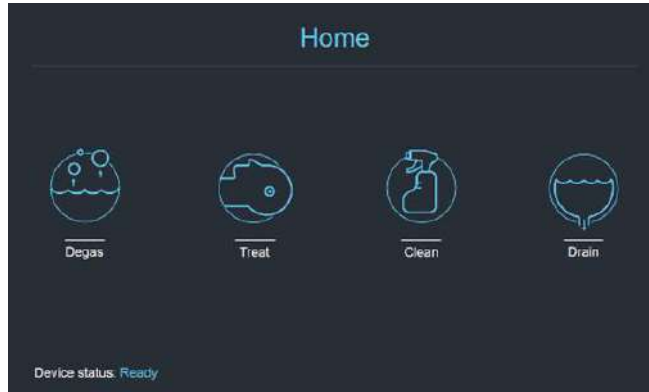 Home
Degas
Treat
Clean
Drain
Device status: Ready